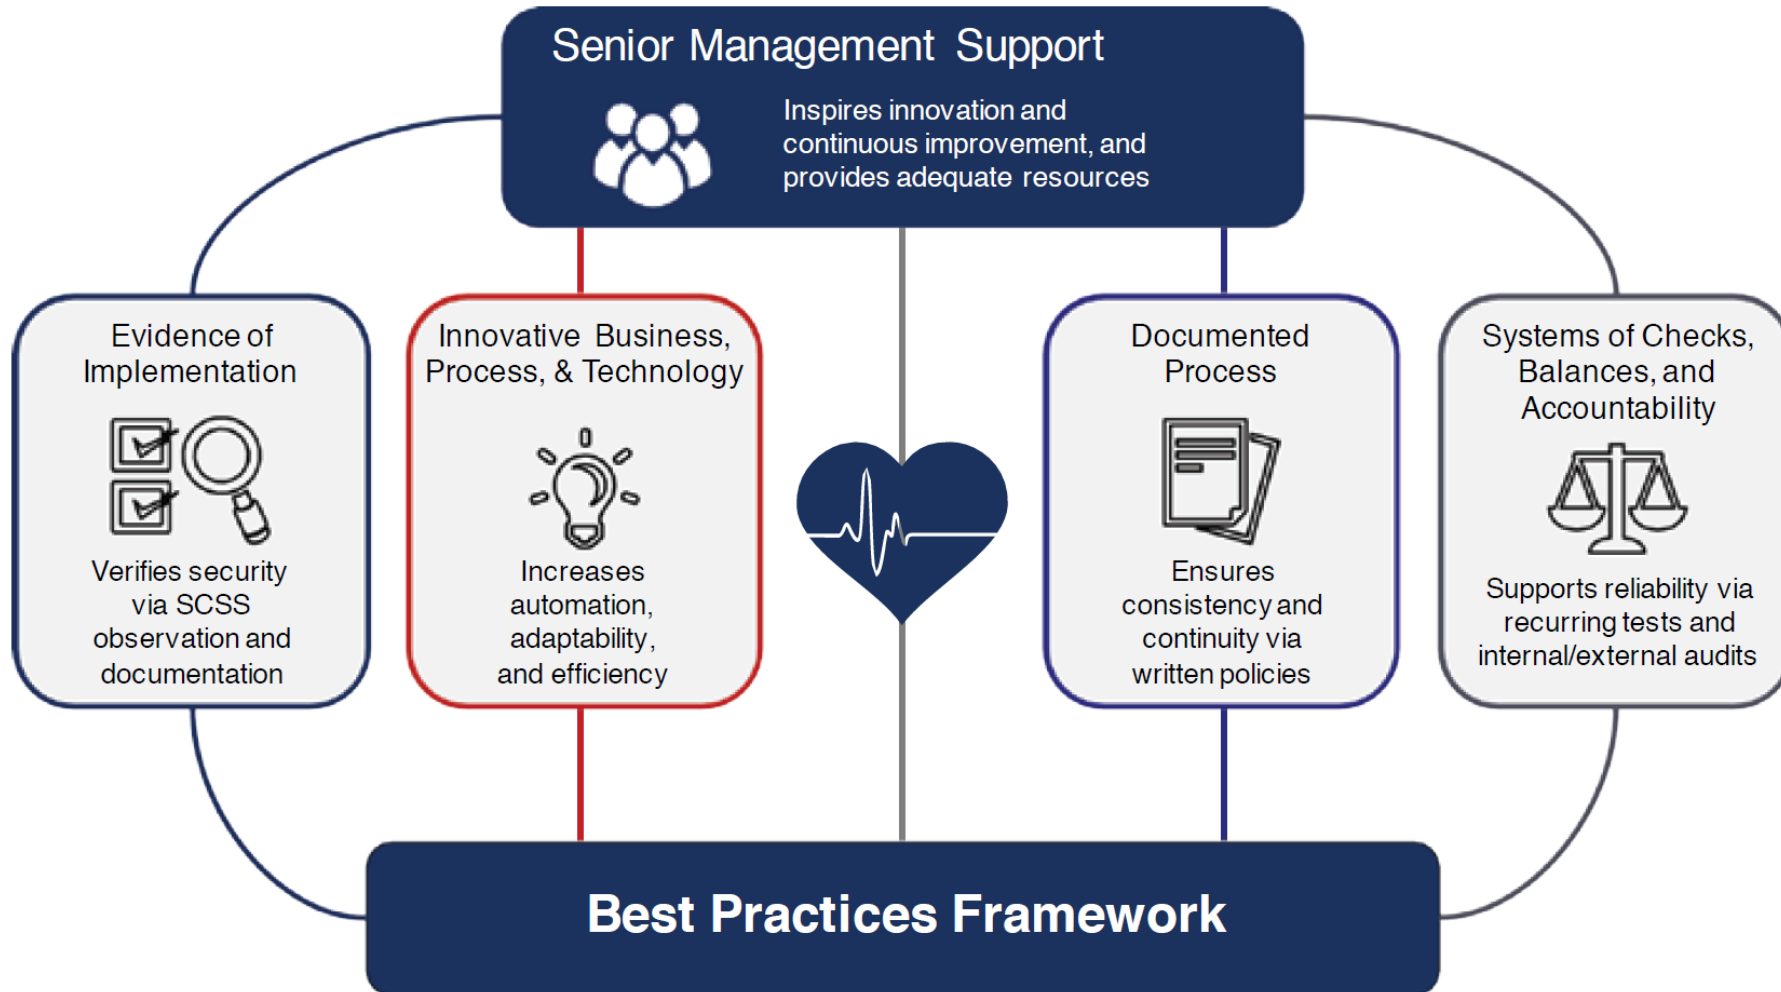 Senior Management Support
Inspires innovation and
continuous improvement, and
provides adequate resources
Evidence of
Implementation
Verifies security
via SCSS
observation and
documentation
Innovative Business,
Process, & Technology
Increases
automation,
adaptability,
and efficiency
Documented
Process
Ensures
consistency and
continuity via
written policies
Systems of Checks,
Balances, and
Accountability
Supports reliability via
recurring tests and
internal/external audits
Best Practices Framework